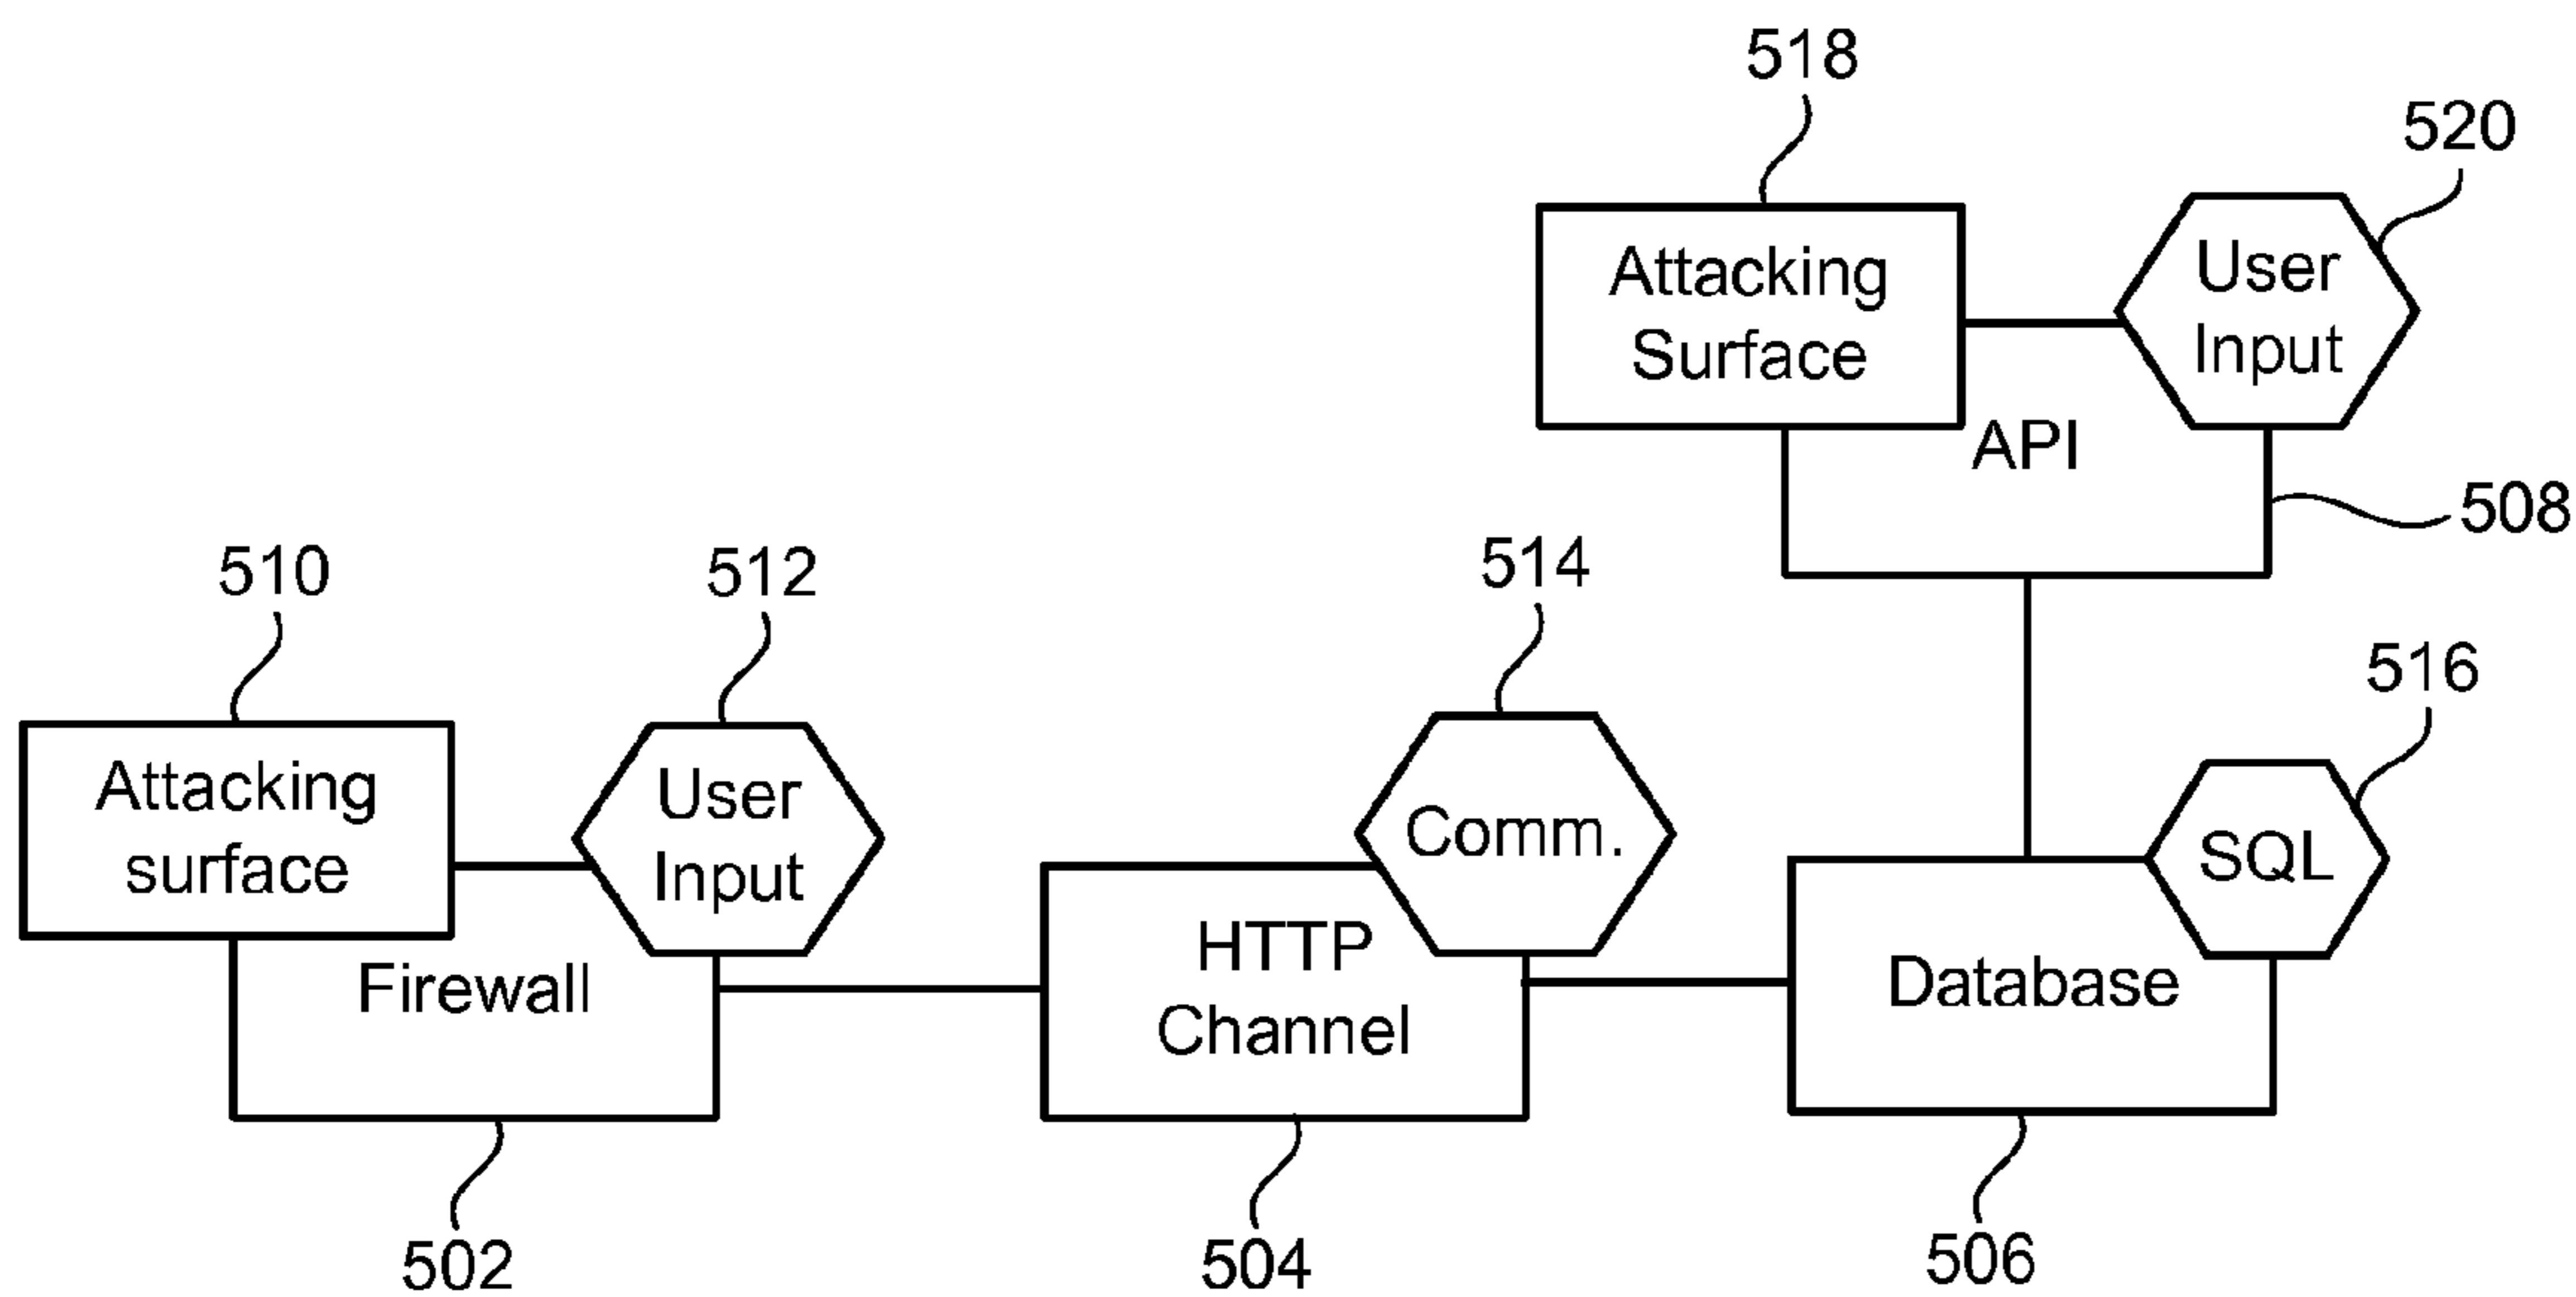 518
520
Attacking
Surface
User
Input
API
508
510
512
514
516
Attacking
surface
User
Input
Comm.
SQL
Firewall
HTTP
Channel
Database
502
504
506